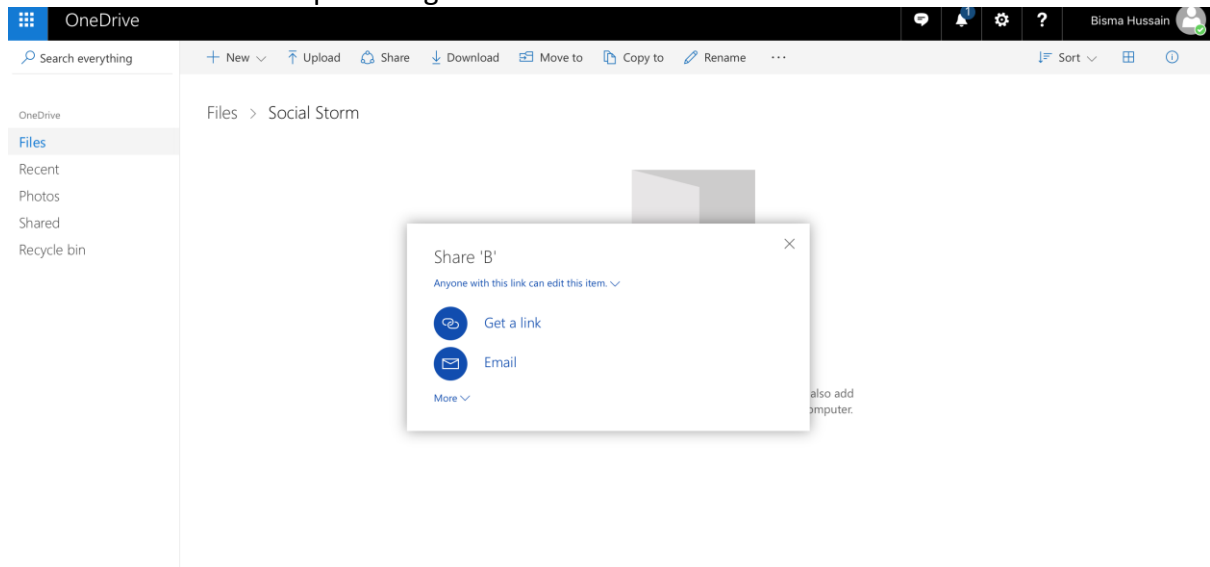 OneDrive
1
?
Bisma Hussain
Search everything
New
Upload
Share
Download
Move to
Copy to
Rename
...
Sort
OneDrive
Files > Social Storm
Files
Recent
Photos
Shared
Recycle bin
Share 'B'
Anyone with this link can edit this item.
Get a link
Email
More
also add
omputer.